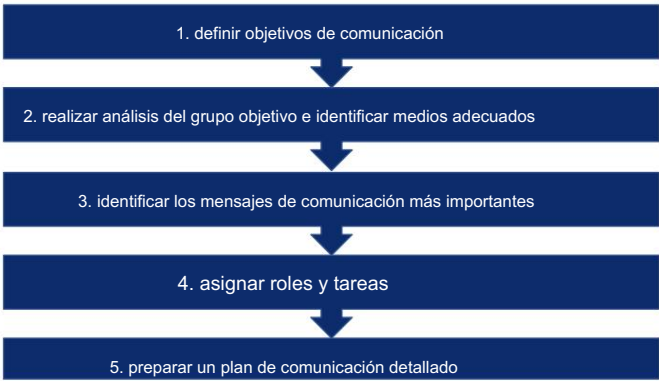 1. definir objetivos de comunicación
2. realizar análisis del grupo objetivo e identificar medios adecuados
3. identificar los mensajes de comunicación más importantes
4. asignar roles y tareas
5. preparar un plan de comunicación detallado